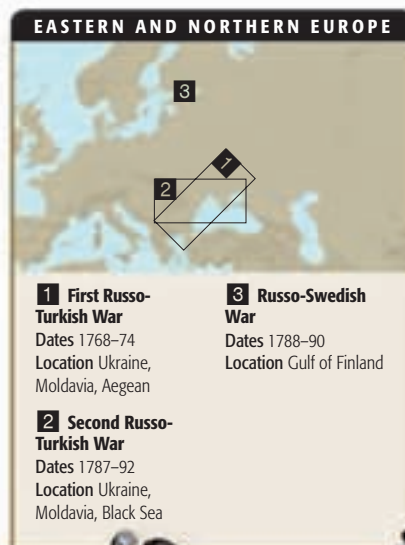 EASTERN AND NORTHERN EUROPE
3
1
2
1 First Russo-
Turkish War
Dates 1768–74
Location Ukraine,
Moldavia, Aegean
2 Second Russo-
Turkish War
Dates 1787–92
Location Ukraine,
Moldavia, Black Sea
3 Russo-Swedish
War
Dates 1788–90
Location Gulf of Finland